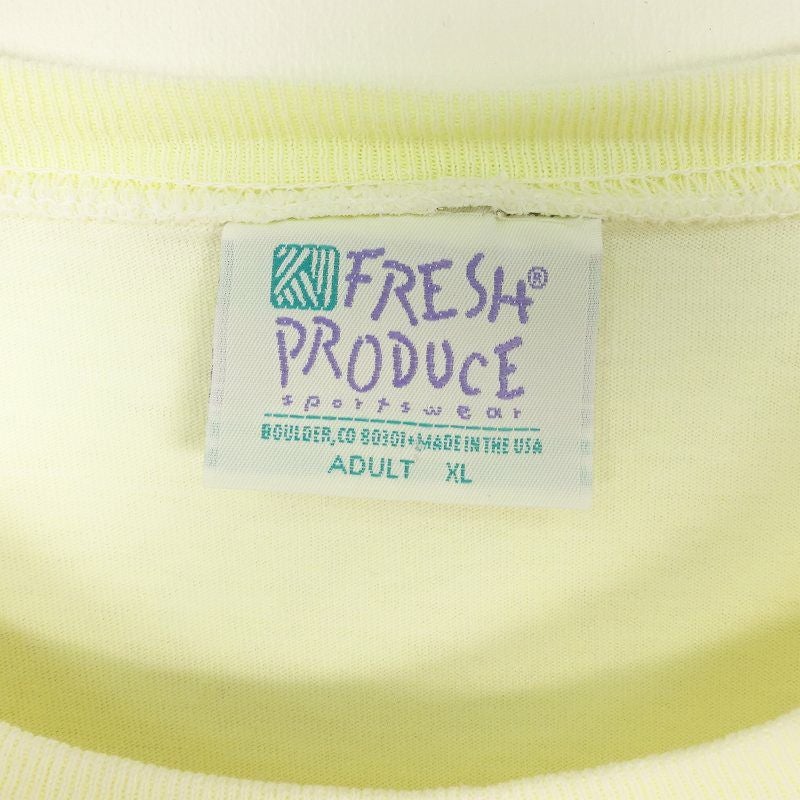 FRESH®
PRODUCE
sportswear
BOULDER, CO 80301 • MADE IN THE USA
ADULT XL